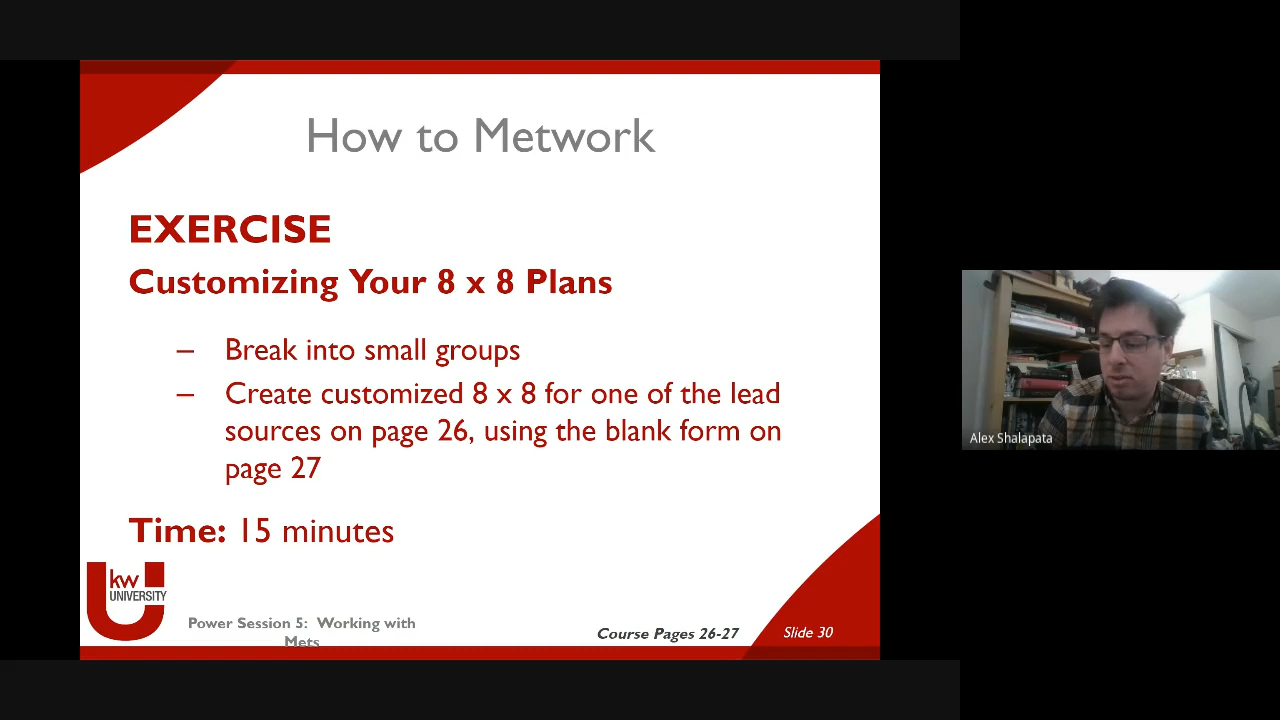 How to Metwork
EXERCISE
Customizing Your 8 x 8 Plans
– Break into small groups
– Create customized 8 x 8 for one of the lead
sources on page 26, using the blank form on
page 27
Time: 15 minutes
kw
UNIVERSITY
Power Session 5: Working with
Mets
Course Pages 26-27
Slide 30
Alex Shalapata